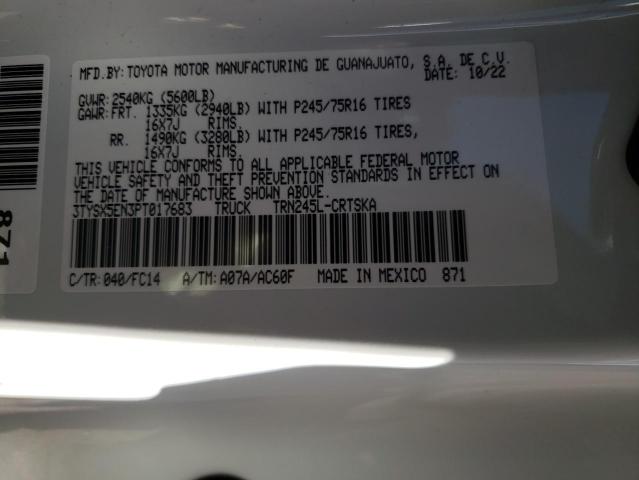 MFD.BY:TOYOTA MOTOR MANUFACTURING DE GUANAJUATO, S.A. DE C.V.
DATE: 10/22
GVWR:2540KG (5600LB)
GAWR:FRT. 1335KG (2940LB) WITH P245/75R16 TIRES
16X7J RIMS.
RR. 1490KG (3280LB) WITH P245/75R16 TIRES,
16X7J RIMS.
THIS VEHICLE CONFORMS TO ALL APPLICABLE FEDERAL MOTOR
VEHICLE SAFETY AND THEFT PREVENTION STANDARDS IN EFFECT ON
THE DATE OF MANUFACTURE SHOWN ABOVE.
3TYSX5EN3PT017683 TRUCK TRN245L-CRTSKA
C/TR:040/FC14 A/TM:A07A/AC60F MADE IN MEXICO 871
871